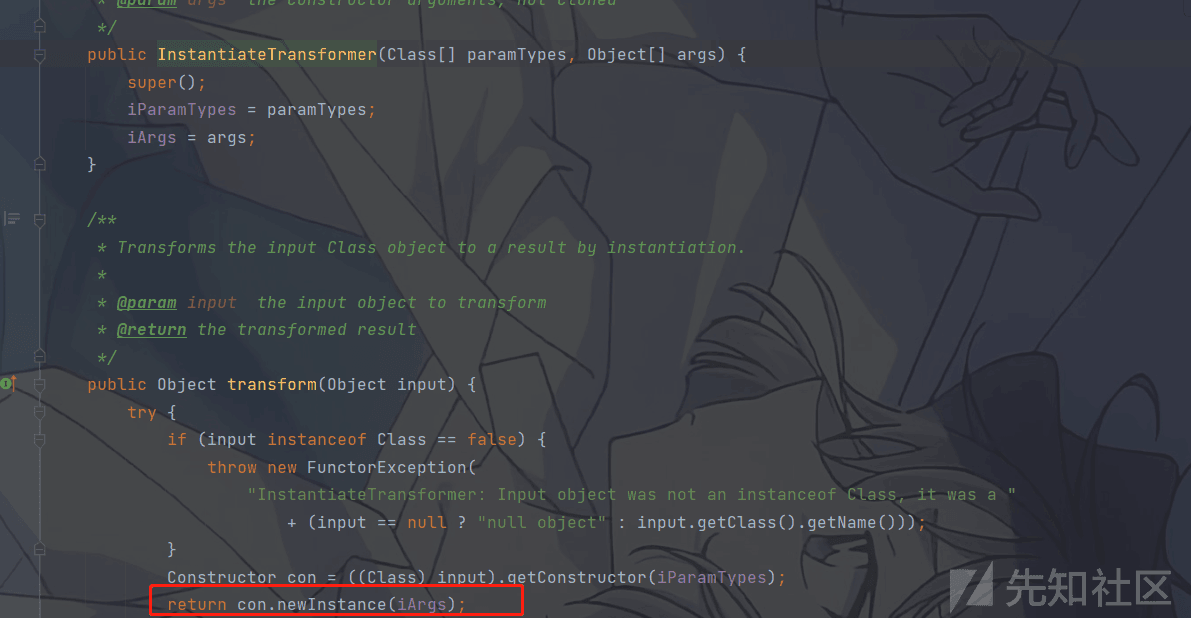 * @param args  the constructor arguments, not cloned
*/
public InstantiateTransformer(Class[] paramTypes, Object[] args) {
super();
iParamTypes = paramTypes;
iArgs = args;
}
/**
* Transforms the input Class object to a result by instantiation.
*
* @param input  the input object to transform
* @return the transformed result
*/
public Object transform(Object input) {
try {
if (input instanceof Class == false) {
throw new FunctorException(
"InstantiateTransformer: Input object was not an instanceof Class, it was a "
+ (input == null ? "null object" : input.getClass().getName()));
}
Constructor con = ((Class) input).getConstructor(iParamTypes);
return con.newInstance(iArgs);
先知社区